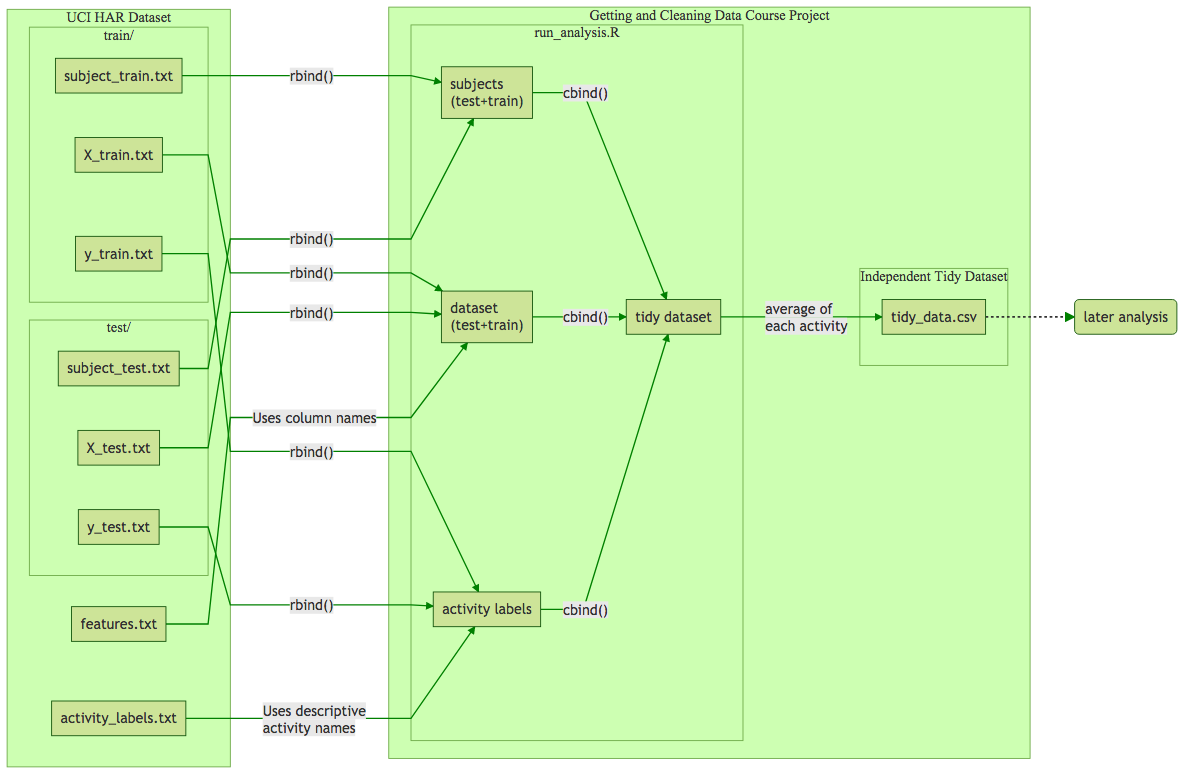 UCI HAR Dataset
train/
subject_train.txt
X_train.txt
y_train.txt
test/
subject_test.txt
X_test.txt
y_test.txt
features.txt
activity_labels.txt
rbind()
rbind()
rbind()
rbind()
Uses column names
rbind()
rbind()
Uses descriptive
activity names
Getting and Cleaning Data Course Project
run_analysis.R
subjects
(test+train)
cbind()
dataset
(test+train)
cbind()
activity labels
cbind()
tidy dataset
average of
each activity
Independent Tidy Dataset
tidy_data.csv
later analysis